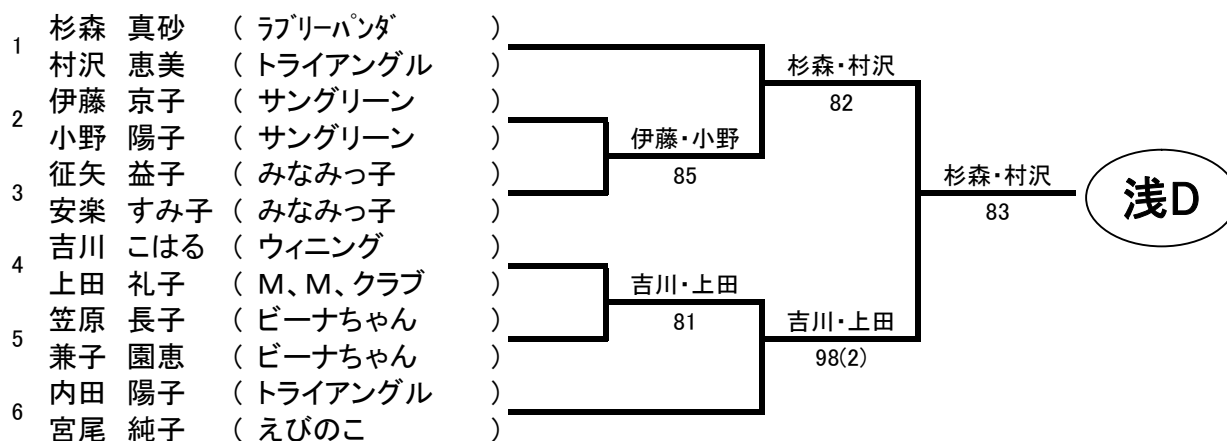 杉森 真砂 ( ﾗﾌﾞﾘｰﾊﾟﾝﾀﾞ )
1
村沢 恵美 ( トライアングル )
杉森・村沢
82
伊藤 京子 ( サングリーン )
2
小野 陽子 ( サングリーン )
伊藤・小野
85
征矢 益子 ( みなみっ子 )
3
安楽 すみ子 ( みなみっ子 )
杉森・村沢
83
浅D
吉川 こはる ( ウィニング )
4
上田 礼子 ( M、M、クラブ )
吉川・上田
81
笠原 長子 ( ビーナちゃん )
5
兼子 園恵 ( ビーナちゃん )
吉川・上田
98(2)
内田 陽子 ( トライアングル )
6
宮尾 純子 ( えびのこ )